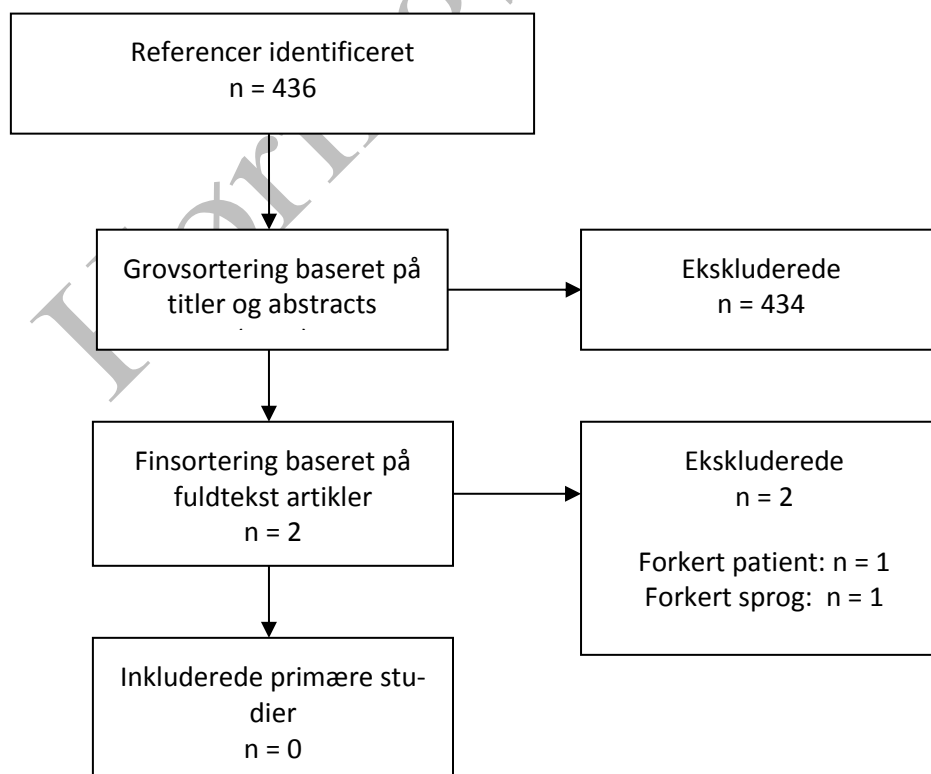 Referencer identificeret
n = 436
Grovsortering baseret på
titler og abstracts
Ekskluderede
n = 434
Finsortering baseret på
fuldtekst artikler
n = 2
Ekskluderede
n = 2
Forkert patient: n = 1
Forkert sprog: n = 1
Inkluderede primære stu-
dier
n = 0